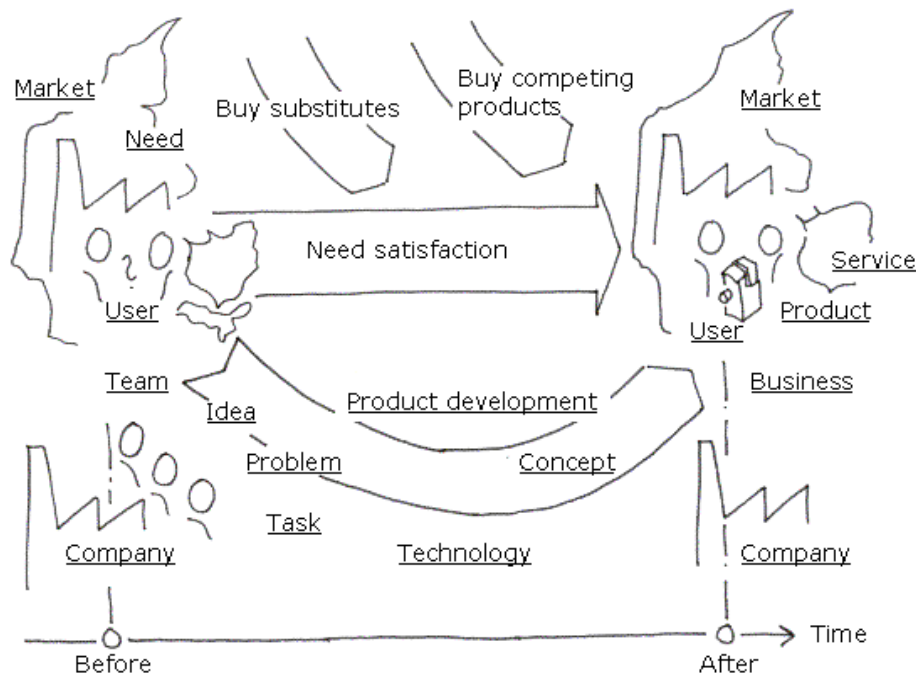 Market
Need
Buy substitutes
Buy competing
products
Market
Need satisfaction
Service
User
User
Product
Team
Idea
Product development
Business
Problem
Concept
Task
Company
Technology
Company
Time
Before
After